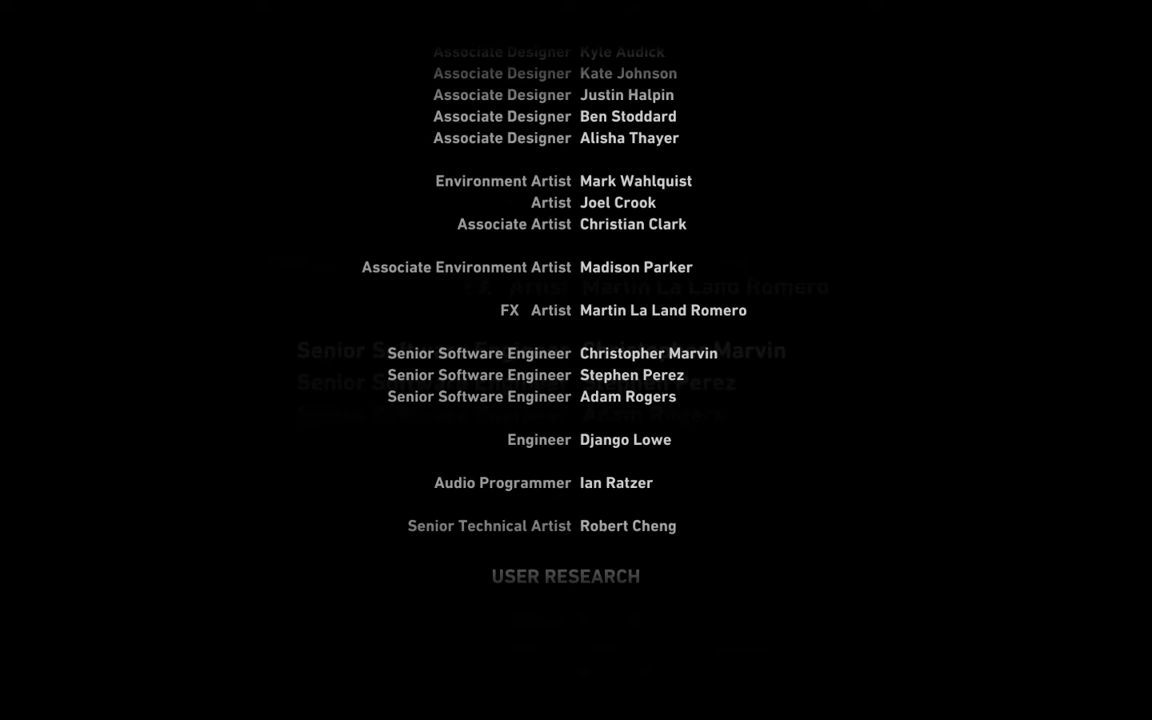 Associate Designer Kyle Audick
Associate Designer Kate Johnson
Associate Designer Justin Halpin
Associate Designer Ben Stoddard
Associate Designer Alisha Thayer
Environment Artist Mark Wahlquist
Artist Joel Crook
Associate Artist Christian Clark
Associate Environment Artist Madison Parker
FX Artist Martin La Land Romero
Senior Software Engineer Christopher Marvin
Senior Software Engineer Stephen Perez
Senior Software Engineer Adam Rogers
Engineer Django Lowe
Audio Programmer Ian Ratzer
Senior Technical Artist Robert Cheng
USER RESEARCH